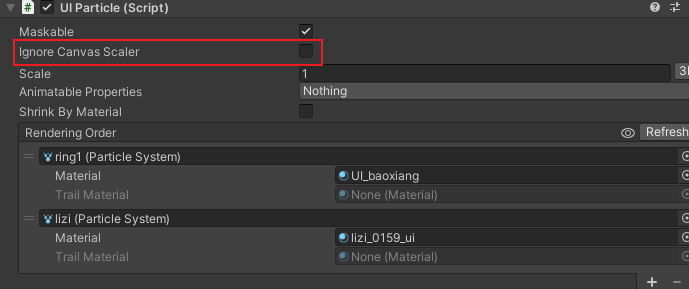 UI Particle (Script)
Maskable
Ignore Canvas Scaler
Scale 1 3
Animatable Properties Nothing
Shrink By Material
Rendering Order Refresh
ring1 (Particle System)
Material UI_baoxiang
Trail Material None (Material)
lizi (Particle System)
Material lizi_0159_ui
Trail Material None (Material)